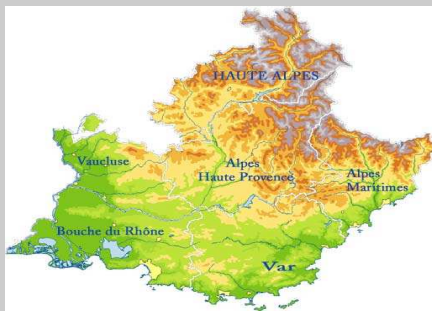 HAUTE ALPES
Vaucluse
Alpes
Haute Provence
Alpes
Maritimes
Bouche du Rhône
Var